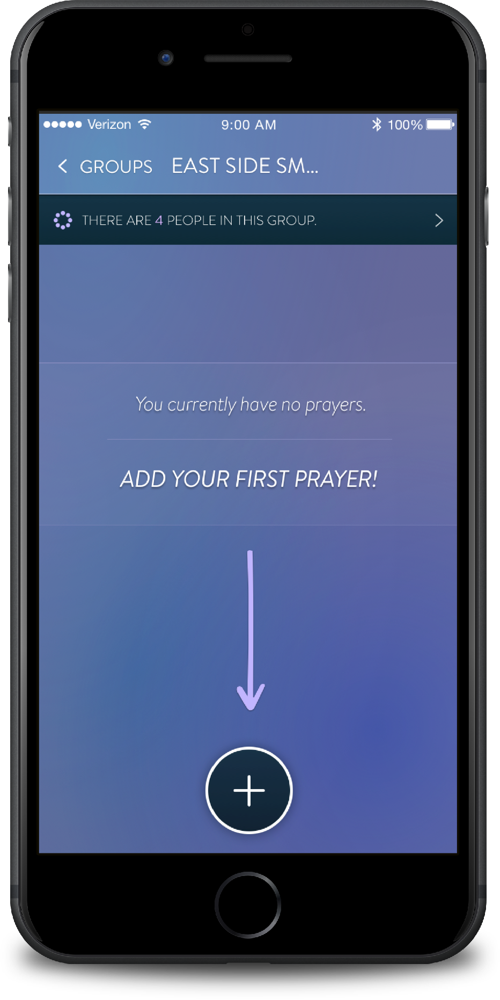 Verizon 9:00 AM 100%
GROUPS EAST SIDE SM...
THERE ARE 4 PEOPLE IN THIS GROUP.
You currently have no prayers.
ADD YOUR FIRST PRAYER!